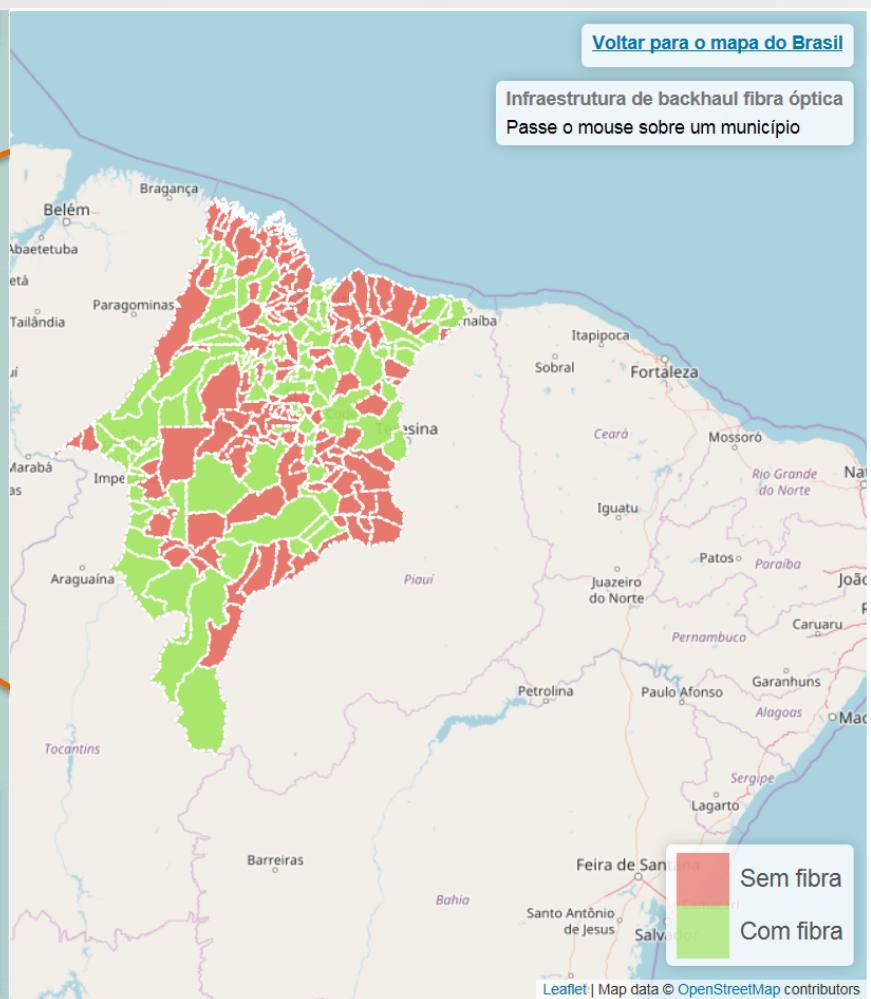 Voltar para o mapa do Brasil
Infraestrutura de backhaul fibra óptica
Passe o mouse sobre um município
Bragança
Belém
Abaetetuba
Paragominas
Tailândia
Itapipoca
Sobral
Fortaleza
Teresina
Ceará
Mossoró
Marabá
Rio Grande
do Norte
Iguatu
Araguaína
Piauí
Juazeiro
do Norte
Patos
Paraíba
Caruaru
Pernambuco
Petrolina
Paulo Afonso
Garanhuns
Alagoas
Tocantins
Sergipe
Lagarto
Barreiras
Feira de Santana
Bahia
Santo Antônio
de Jesus
Salvador
Sem fibra
Com fibra
Leaflet | Map data © OpenStreetMap contributors